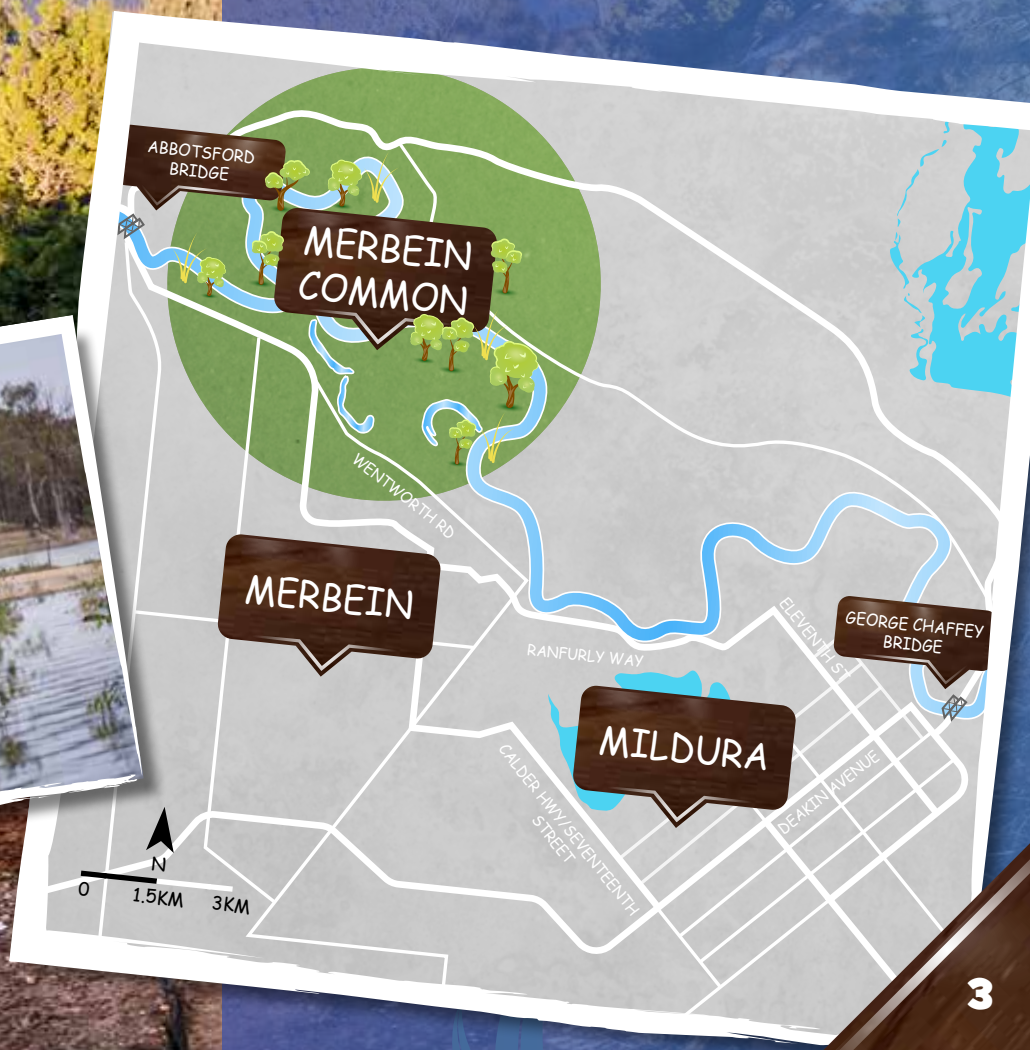 ABBOTSFORD
BRIDGE
MERBEIN
COMMON
WENTWORTH RD
MERBEIN
ELEVENTH ST
GEORGE CHAFFEY
BRIDGE
RANFURLY WAY
MILDURA
CALDER HWY/SEVENTEENTH
STREET
DEAKIN AVENUE
N
0 1.5KM 3KM
3